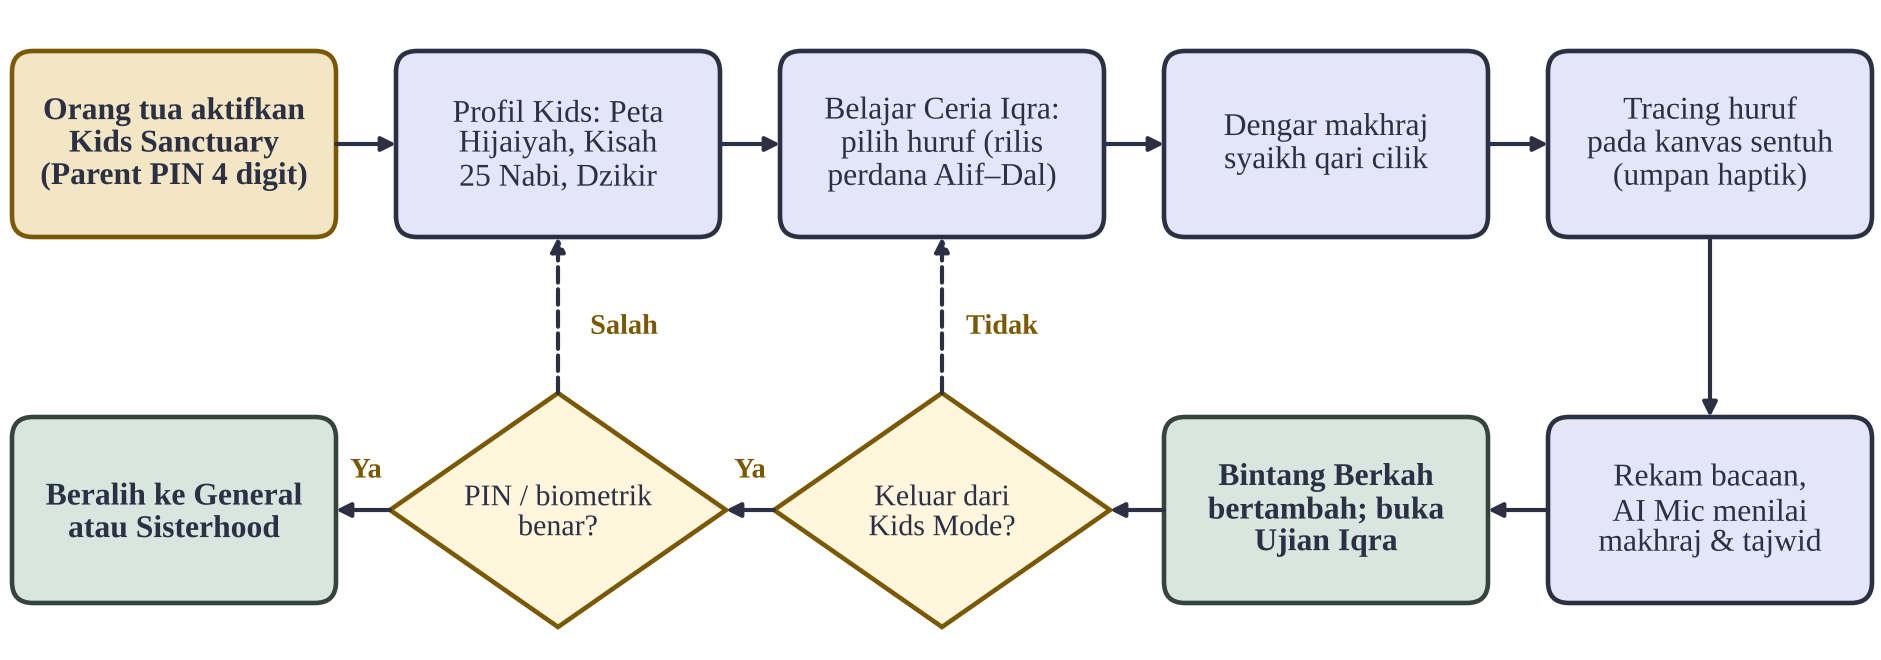 Orang tua aktifkan
Kids Sanctuary
(Parent PIN 4 digit)
Profil Kids: Peta
Hijaiyah, Kisah
25 Nabi, Dzikir
Belajar Ceria Iqra:
pilih huruf (rilis
perdana Alif–Dal)
Dengar makhraj
syaikh qari cilik
Tracing huruf
pada kanvas sentuh
(umpan haptik)
Salah
Tidak
Rekam bacaan,
AI Mic menilai
makhraj & tajwid
Bintang Berkah
bertambah; buka
Ujian Iqra
Keluar dari
Kids Mode?
Ya
PIN / biometrik
benar?
Ya
Beralih ke General
atau Sisterhood